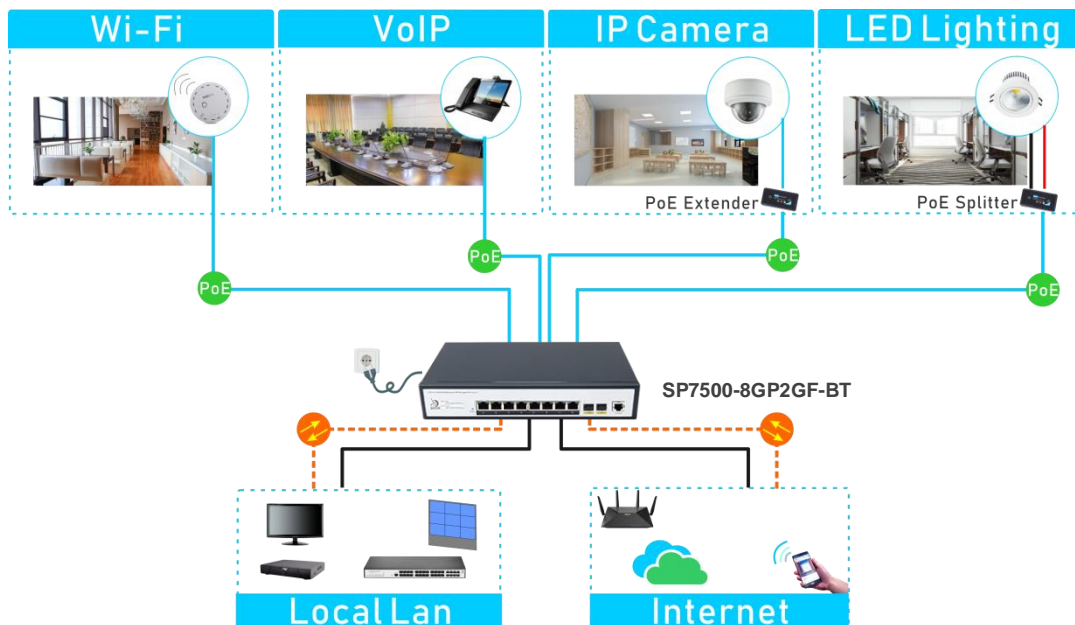 Wi-Fi
VoIP
IP Camera
LED Lighting
PoE Extender
PoE Splitter
PoE
PoE
PoE
PoE
SP7500-8GP2GF-BT
Local Lan
Internet